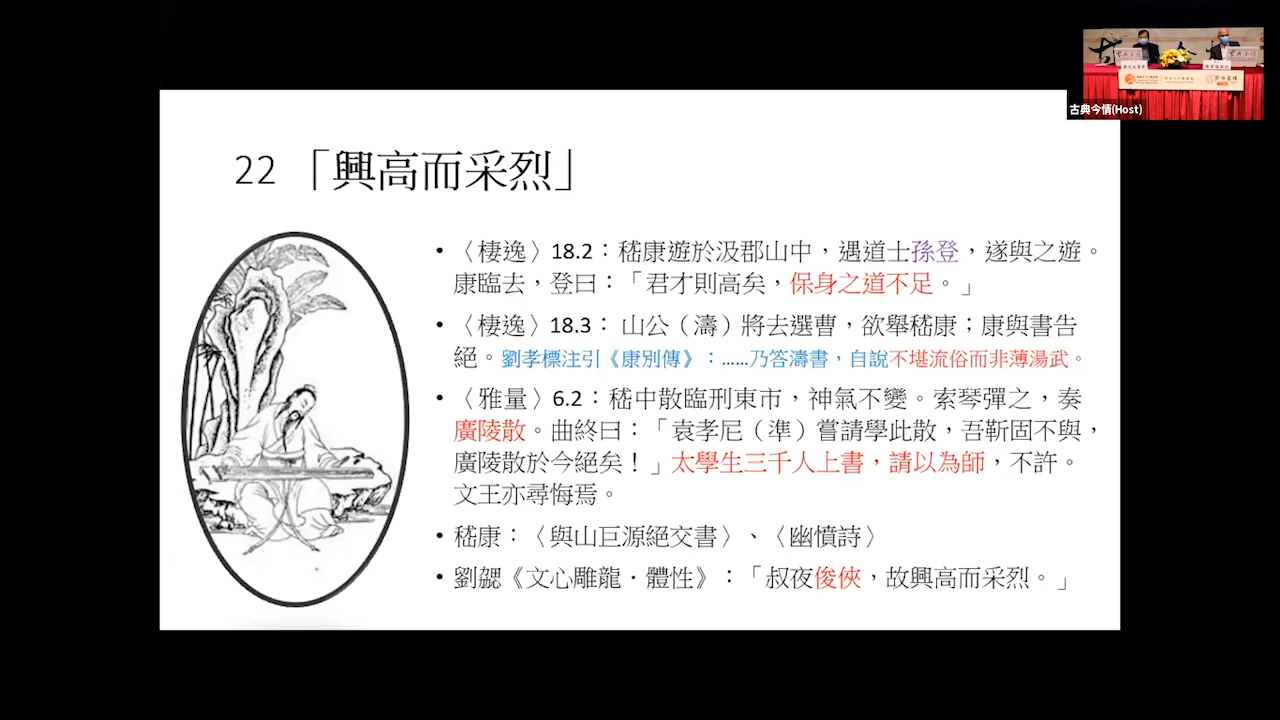 古典今情(Host)
22 「興高而采烈」
• 〈棲逸〉18.2：嵇康遊於汲郡山中，遇道士孫登，遂與之遊。
康臨去，登曰：「君才則高矣，保身之道不足。」
• 〈棲逸〉18.3： 山公（濤）將去選曹，欲舉嵇康；康與書告
絕。劉孝標注引《康別傳》：……乃答濤書，自說不堪流俗而非薄湯武。
• 〈雅量〉6.2：嵇中散臨刑東市，神氣不變。索琴彈之，奏
廣陵散。曲終曰：「袁孝尼（準）嘗請學此散，吾靳固不與，
廣陵散於今絕矣！」太學生三千人上書，請以為師，不許。
文王亦尋悔焉。
• 嵇康：〈與山巨源絕交書〉、〈幽憤詩〉
• 劉勰《文心雕龍．體性》：「叔夜俊俠，故興高而采烈。」